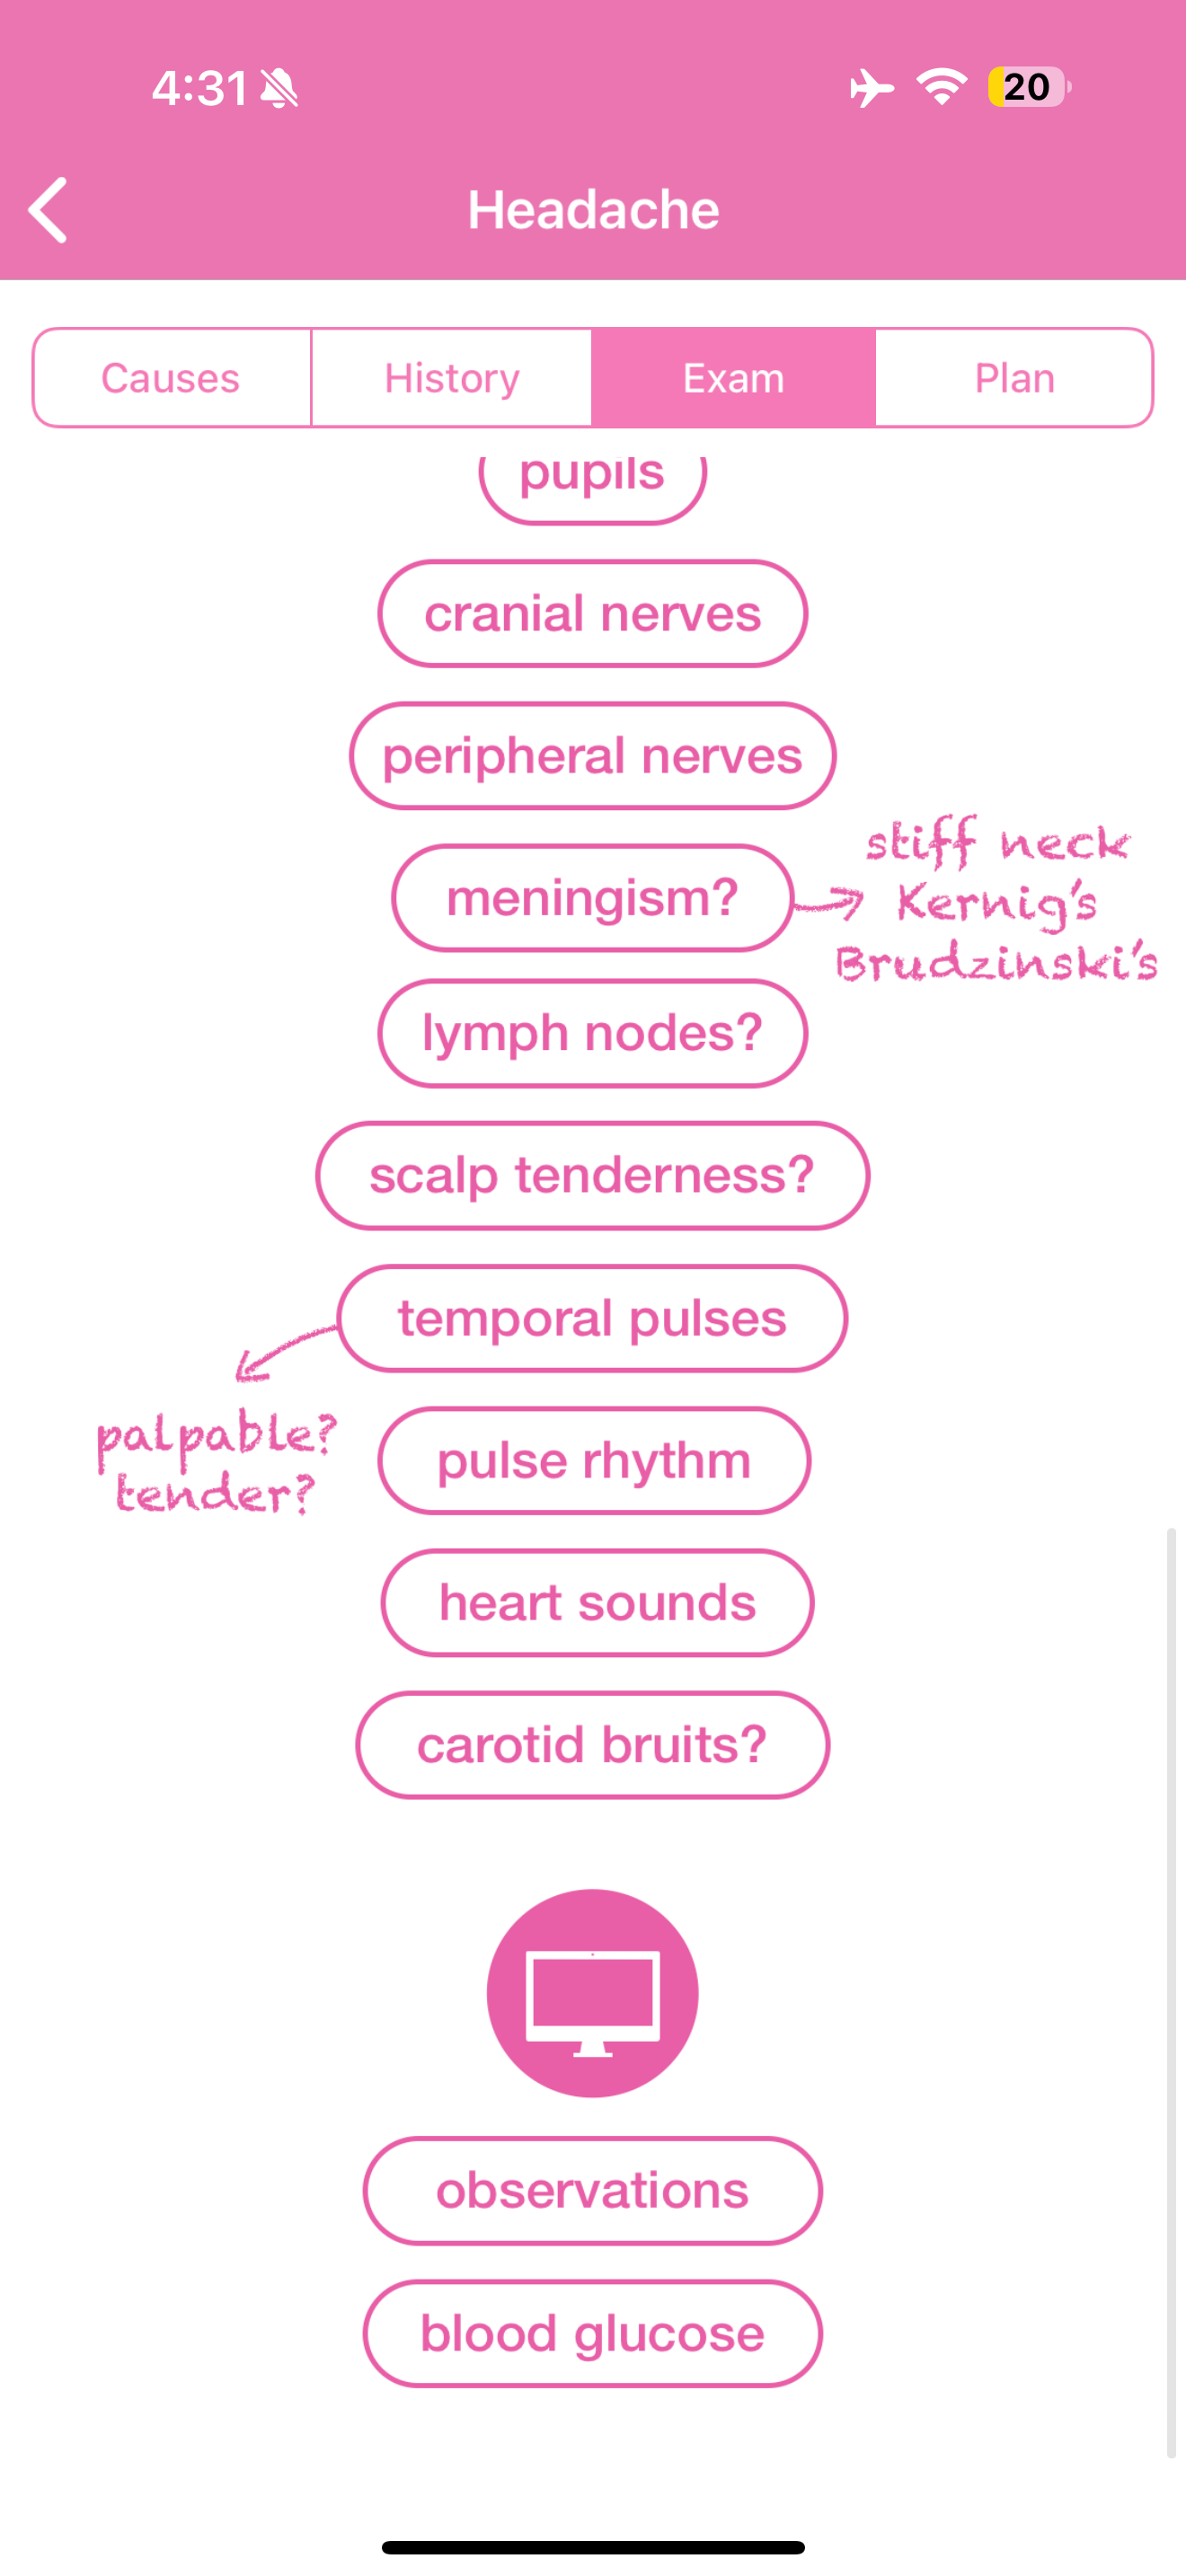 4:31
20
Headache
Causes
History
Exam
Plan
pupils
cranial nerves
peripheral nerves
meningism?
stiff neck
Kernig's
Brudzinski's
lymph nodes?
scalp tenderness?
temporal pulses
palpable?
tender?
pulse rhythm
heart sounds
carotid bruits?
observations
blood glucose